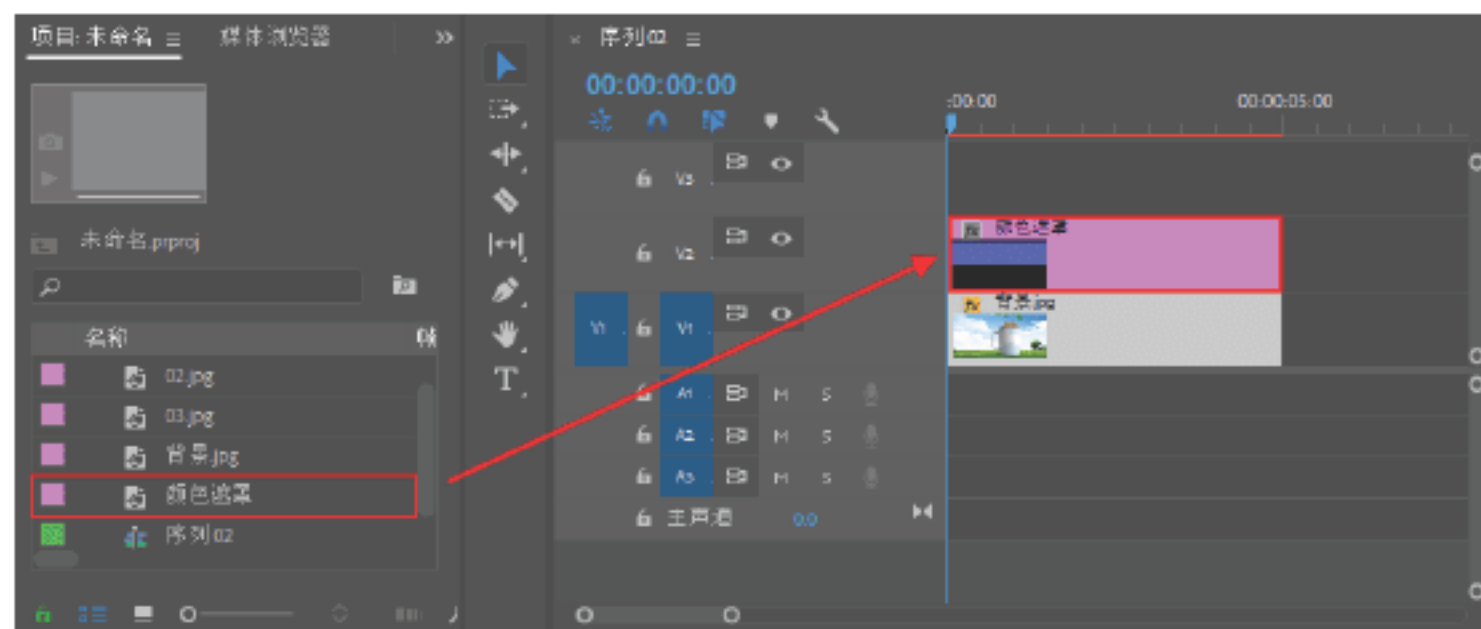 项目: 未命名
媒体浏览器
序列02
00:00:00:00
:00:00
00:00:05:00
V3
颜色遮罩
未命名.prproj
V2
背景.jpg
V1
V1
名称
帧
02.jpg
A1 M S
03.jpg
A2 M S
背景.jpg
A3 M S
颜色遮罩
主声道 0.0
序列02
T
fx
fx